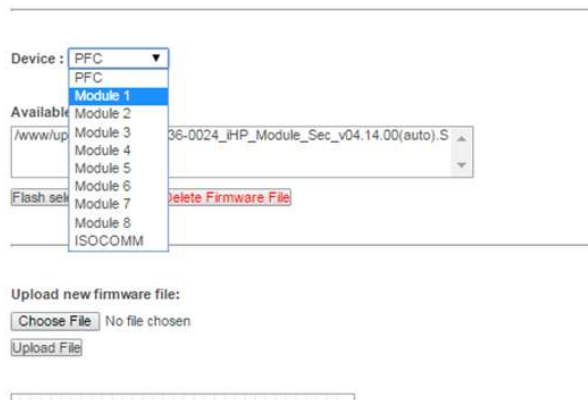 Device : PFC
PFC
Module 1
Module 2
Module 3
Module 4
Module 5
Module 6
Module 7
Module 8
ISOCOMM
Available
/www/up 36-0024_iHP_Module_Sec_v04.14.00(auto).S
Flash sele Delete Firmware File
Upload new firmware file:
Choose File No file chosen
Upload File